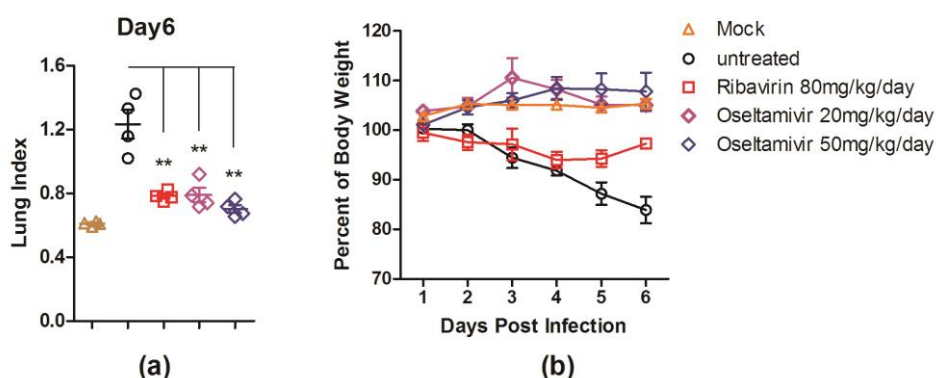 Day6
Lung Index
1.6
1.2
0.8
0.4
0.0
**
**
**
(a)
Percent of Body Weight
120
110
100
90
80
70
1 2 3 4 5 6
Days Post Infection
(b)
Mock
untreated
Ribavirin 80mg/kg/day
Oseltamivir 20mg/kg/day
Oseltamivir 50mg/kg/day